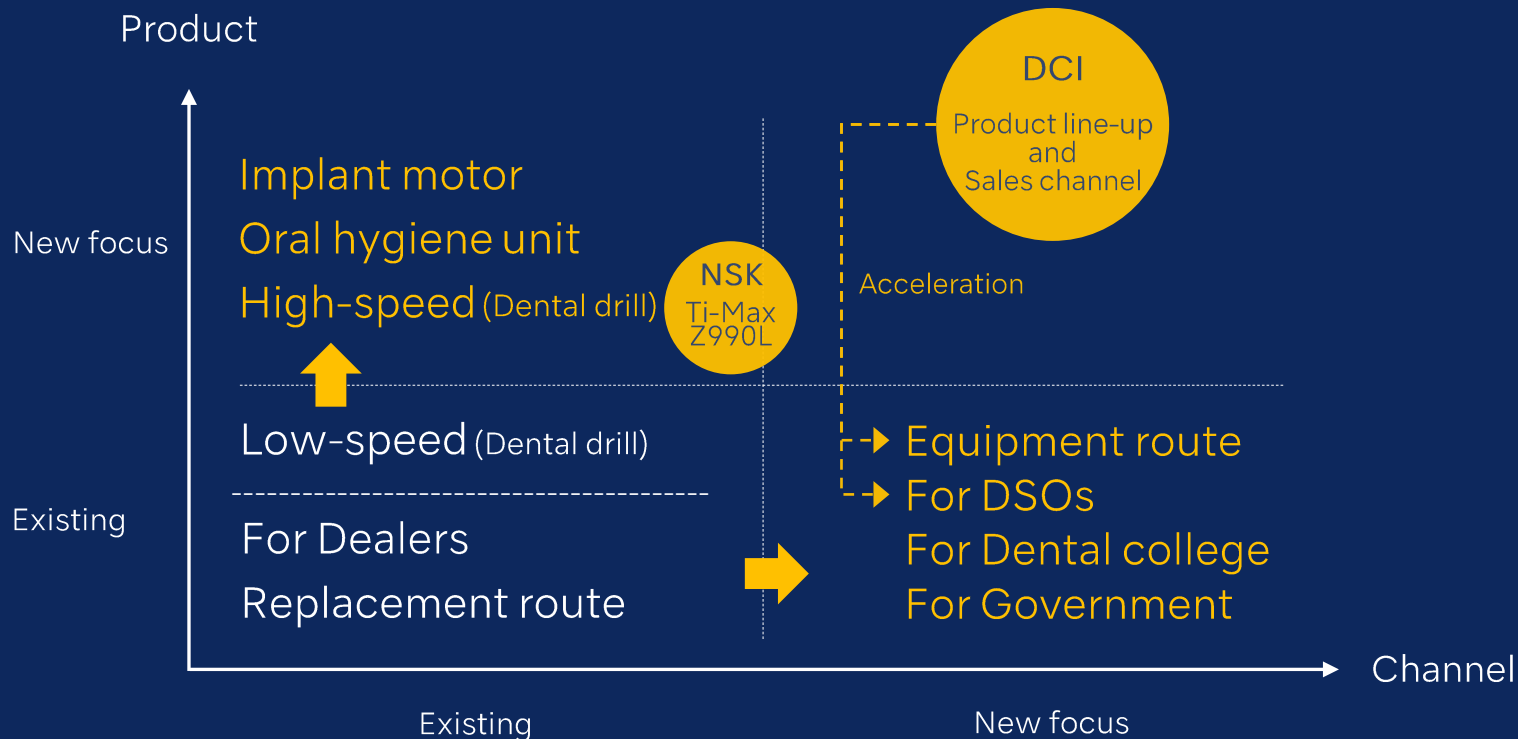 Product
DCI
Product line-up
and
Sales channel
New focus
Implant motor
Oral hygiene unit
High-speed (Dental drill)
NSK
Ti-Max
Z990L
Acceleration
Existing
Low-speed (Dental drill)
For Dealers
Replacement route
Equipment route
For DSOs
For Dental college
For Government
Channel
Existing
New focus